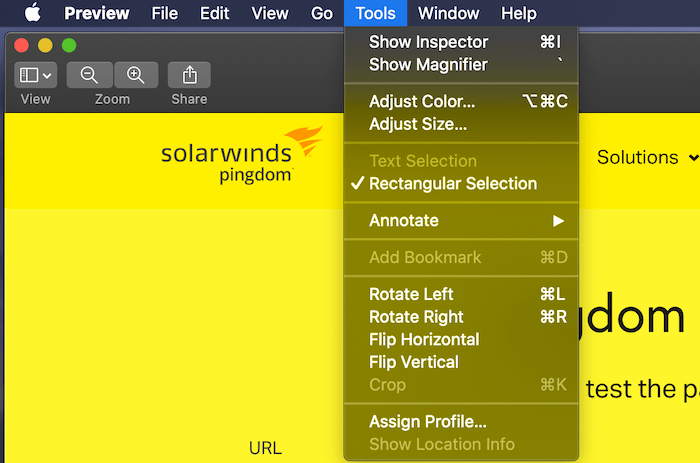 Preview File Edit View Go Tools Window Help
View Zoom Share
Show Inspector ⌘I
Show Magnifier `
Adjust Color... ⌥⌘C
Adjust Size...
Text Selection
✓ Rectangular Selection
Annotate ▶
Add Bookmark ⌘D
Rotate Left ⌘L
Rotate Right ⌘R
Flip Horizontal
Flip Vertical
Crop ⌘K
Assign Profile...
Show Location Info
solarwinds
pingdom
Solutions
gdom
test the pa
URL